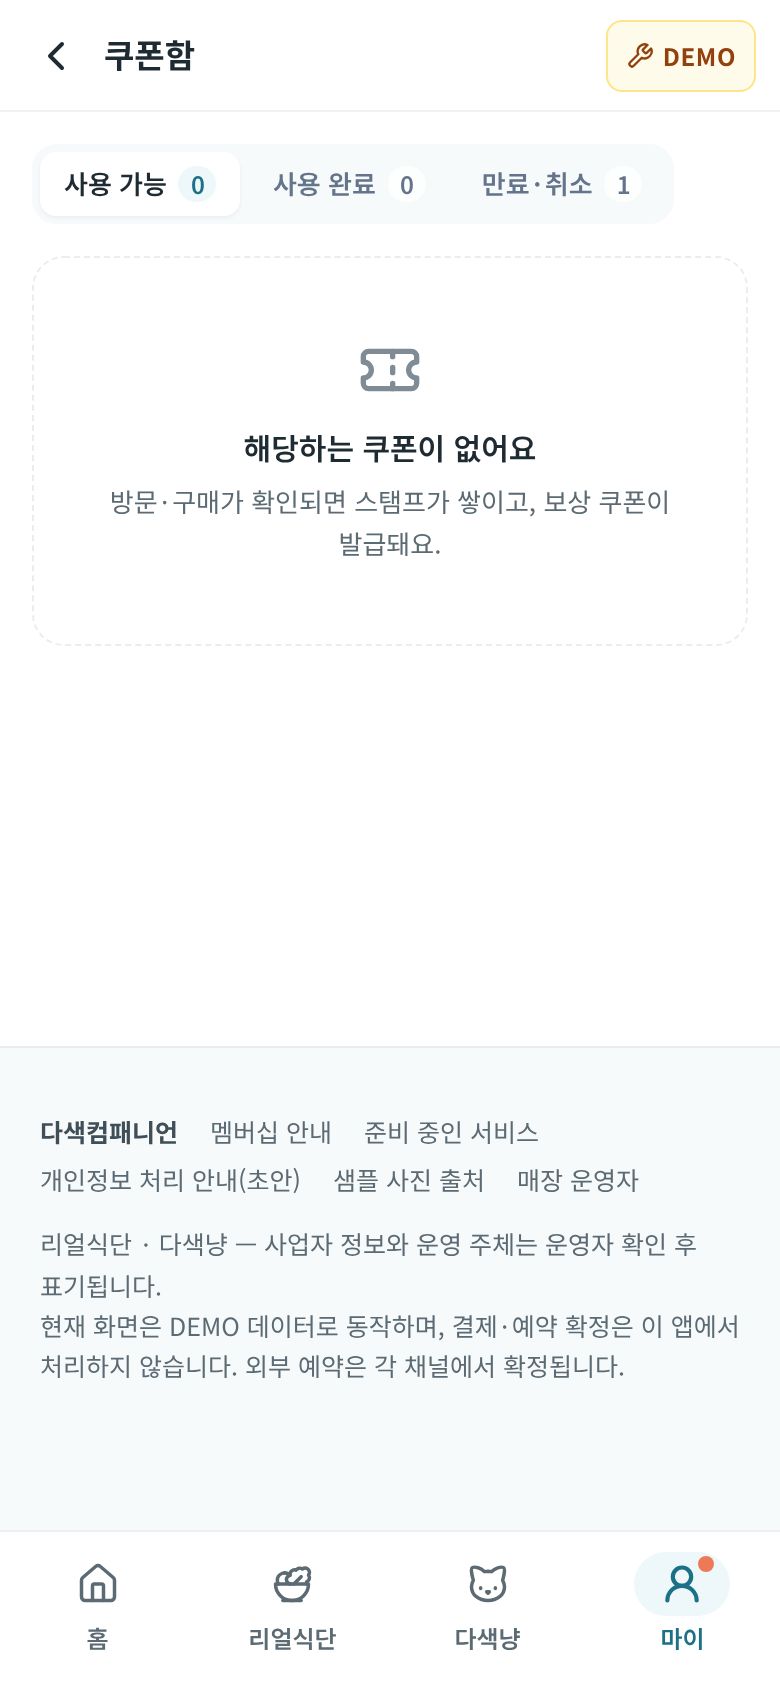 쿠폰함
DEMO
사용 가능 0
사용 완료 0
만료·취소 1
해당하는 쿠폰이 없어요
방문·구매가 확인되면 스탬프가 쌓이고, 보상 쿠폰이
발급돼요.
다색컴패니언 멤버십 안내 준비 중인 서비스
개인정보 처리 안내(초안) 샘플 사진 출처 매장 운영자
리얼식단 · 다색냥 — 사업자 정보와 운영 주체는 운영자 확인 후
표기됩니다.
현재 화면은 DEMO 데이터로 동작하며, 결제·예약 확정은 이 앱에서
처리하지 않습니다. 외부 예약은 각 채널에서 확정됩니다.
홈
리얼식단
다색냥
마이